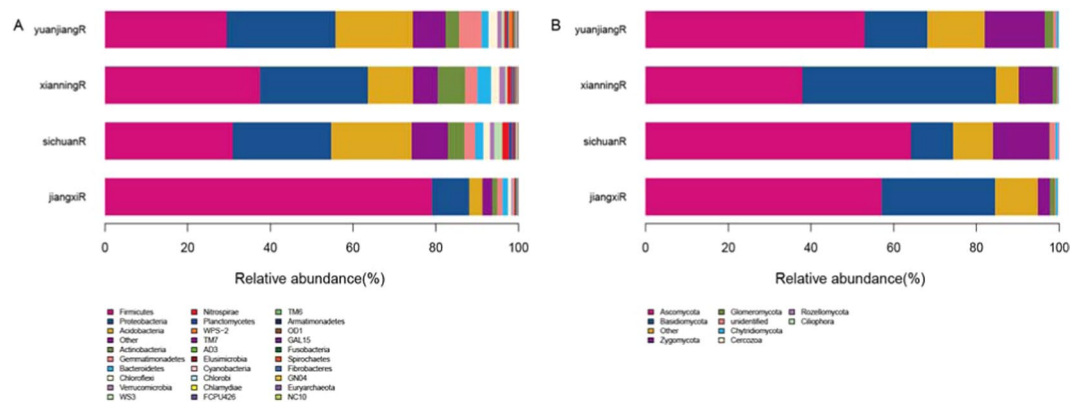 A
yuanjiangR
xianningR
sichuanR
jiangxiR
0 20 40 60 80 100
Relative abundance(%)
Firmicutes
Proteobacteria
Acidobacteria
Other
Actinobacteria
Gemmatimonadetes
Bacteroidetes
Chloroflexi
Verrucomicrobia
WS3
Nitrospirae
Planctomycetes
WPS-2
TM7
AD3
Elusimicrobia
Cyanobacteria
Chlorobi
Chlamydiae
FCPU426
TM6
Armatimonadetes
OD1
GAL15
Fusobacteria
Spirochaetes
Fibrobacteres
GN04
Euryarchaeota
NC10
B
yuanjiangR
xianningR
sichuanR
jiangxiR
0 20 40 60 80 100
Relative abundance(%)
Ascomycota
Basidiomycota
Other
Zygomycota
Glomeromycota
unidentified
Chytridiomycota
Cercozoa
Rozellomycota
Ciliophora